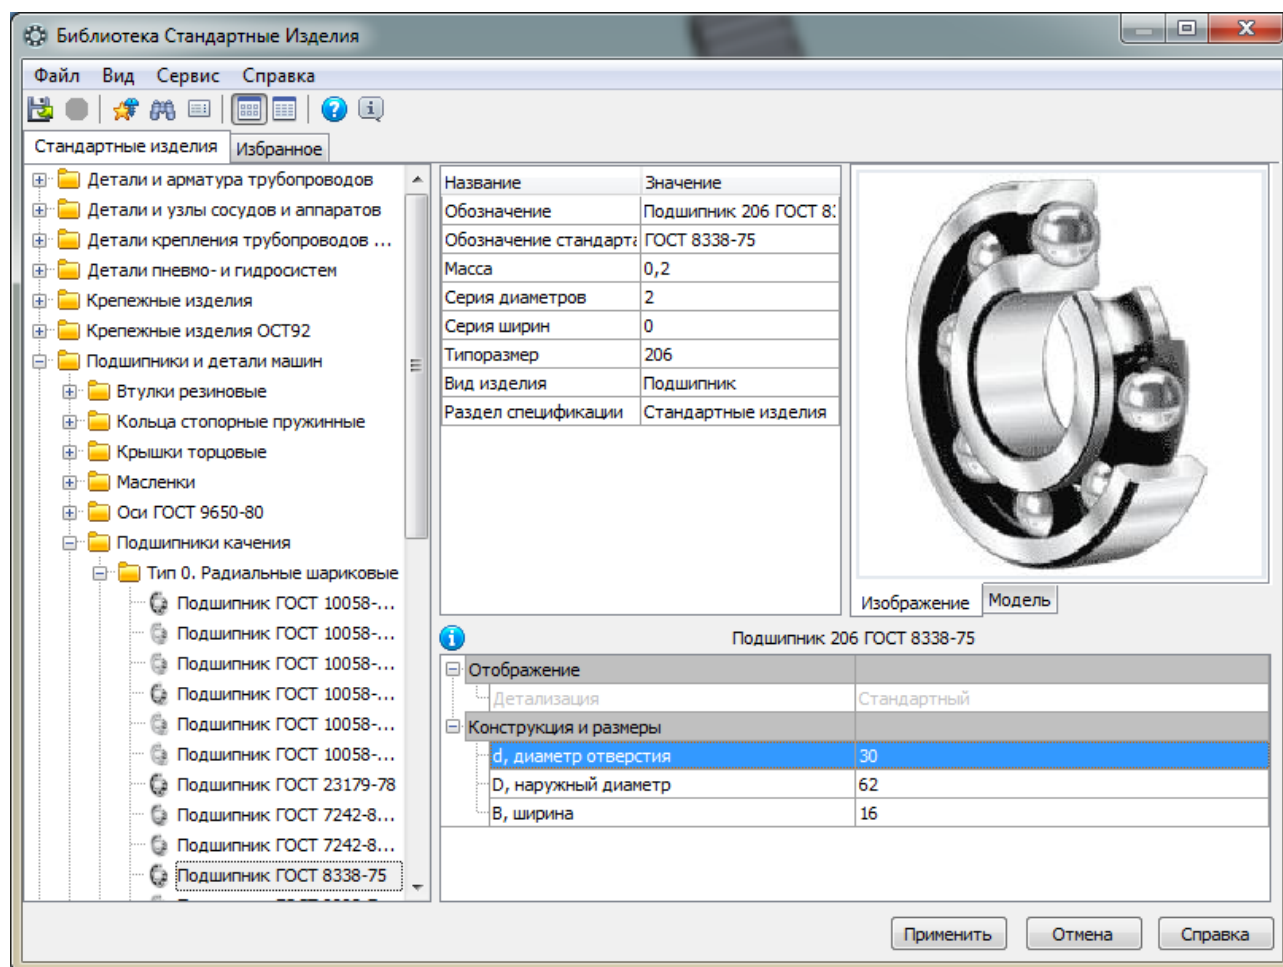 Библиотека Стандартные Изделия
Файл Вид Сервис Справка
Стандартные изделия Избранное
Детали и арматура трубопроводов
Детали и узлы сосудов и аппаратов
Детали крепления трубопроводов ...
Детали пневмо- и гидросистем
Крепежные изделия
Крепежные изделия ОСТ92
Подшипники и детали машин
Втулки резиновые
Кольца стопорные пружинные
Крышки торцовые
Масленки
Оси ГОСТ 9650-80
Подшипники качения
Тип 0. Радиальные шариковые
Подшипник ГОСТ 10058-...
Подшипник ГОСТ 10058-...
Подшипник ГОСТ 10058-...
Подшипник ГОСТ 10058-...
Подшипник ГОСТ 10058-...
Подшипник ГОСТ 10058-...
Подшипник ГОСТ 23179-78
Подшипник ГОСТ 7242-8...
Подшипник ГОСТ 7242-8...
Подшипник ГОСТ 8338-75
Название Значение
Обозначение Подшипник 206 ГОСТ 8:
Обозначение стандарта ГОСТ 8338-75
Масса 0,2
Серия диаметров 2
Серия ширин 0
Типоразмер 206
Вид изделия Подшипник
Раздел спецификации Стандартные изделия
Изображение Модель
Подшипник 206 ГОСТ 8338-75
Отображение
Детализация Стандартный
Конструкция и размеры
d, диаметр отверстия 30
D, наружный диаметр 62
B, ширина 16
Применить Отмена Справка